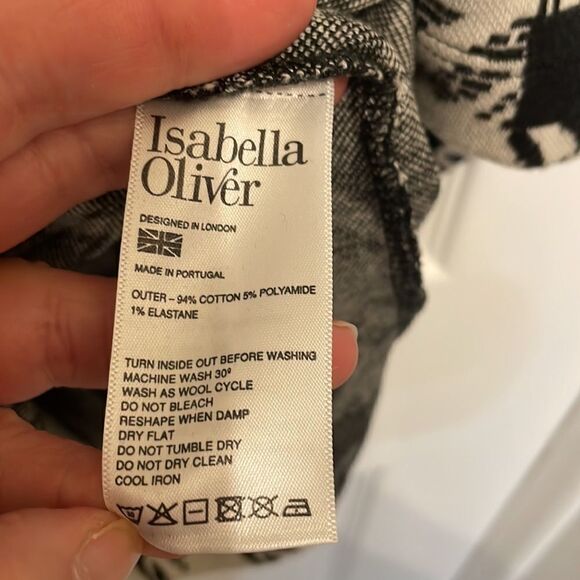 Isabella
Oliver
DESIGNED IN LONDON
MADE IN PORTUGAL
OUTER – 94% COTTON 5% POLYAMIDE
1% ELASTANE
TURN INSIDE OUT BEFORE WASHING
MACHINE WASH 30º
WASH AS WOOL CYCLE
DO NOT BLEACH
RESHAPE WHEN DAMP
DRY FLAT
DO NOT TUMBLE DRY
DO NOT DRY CLEAN
COOL IRON